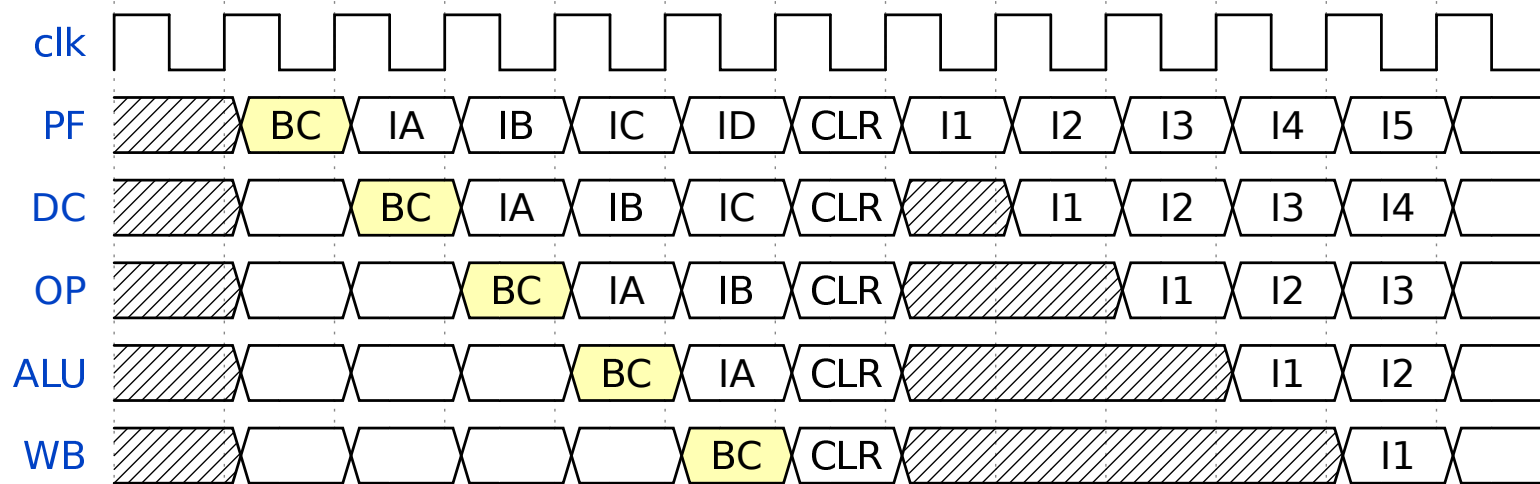 clk
PF BC IA IB IC ID CLR I1 I2 I3 I4 I5
DC BC IA IB IC CLR I1 I2 I3 I4
OP BC IA IB CLR I1 I2 I3
ALU BC IA CLR I1 I2
WB BC CLR I1